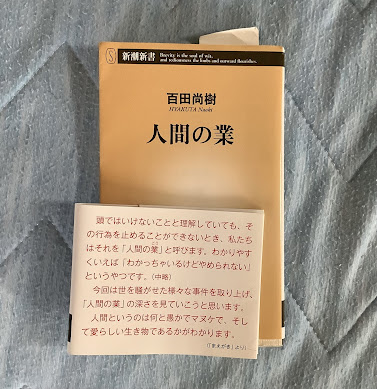 S
新潮新書
Brevity is the soul of wit,
and tediousness the limbs and outward flourishes.
百田尚樹
HYAKUTA Naoki
人間の業
頭ではいけないことと理解していても、そ
の行為を止めることができないとき、私たち
はそれを「人間の業」と呼びます。わかりやす
くいえば「わかっちゃいるけどやめられない」
というやつです。(中略)
今回は世を騒がせた様々な事件を取り上げ、
「人間の業」の深さを見ていこうと思います。
人間というのは何と愚かでマヌケで、そし
て愛らしい生き物であるかがわかります。
「まえがき」より